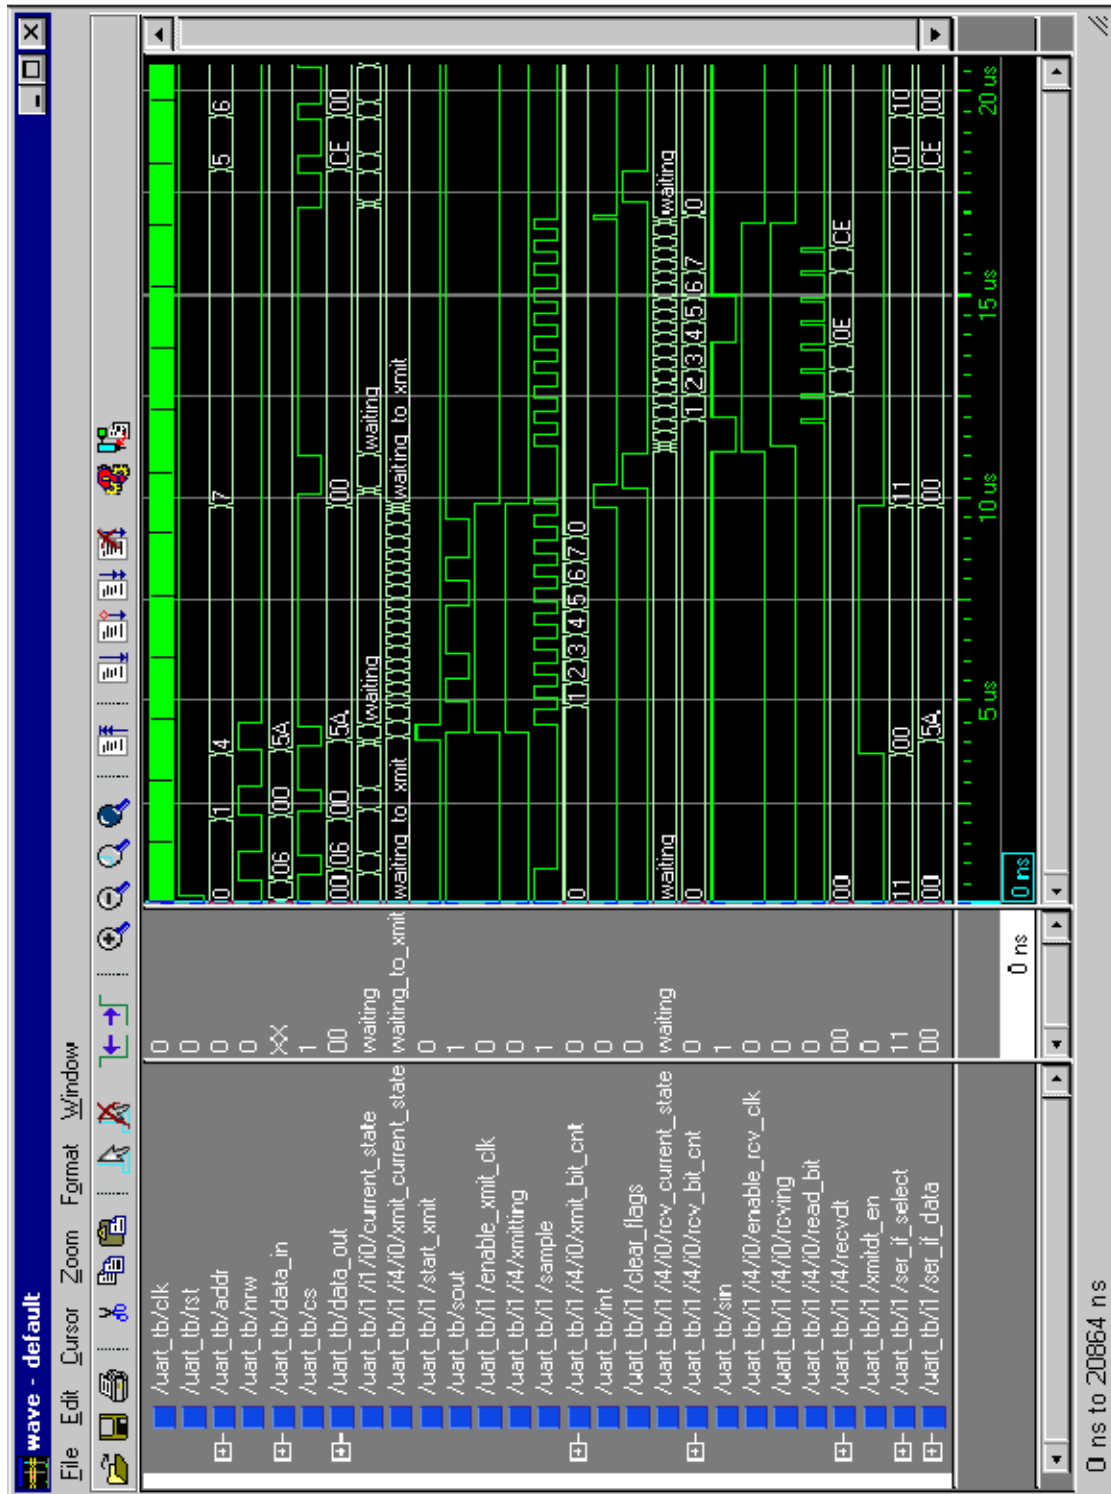 wave - default
File Edit Cursor Zoom Format Window
/uart_tb/clk 0
/uart_tb/rst 0
/uart_tb/addr 0 0 1 4 7 5 6
/uart_tb/nrw 0
/uart_tb/data_in XX 06 00 5A
/uart_tb/cs 1
/uart_tb/data_out 00 00 06 00 5A 00 CE 00
/uart_tb/i1/i1/i0/current_state waiting waiting waiting
/uart_tb/i1/i4/i0/xmit_current_state waiting_to_xmit waiting_to_xmit waiting_to_xmit
/uart_tb/i1/start_xmit 0
/uart_tb/sout 1
/uart_tb/i1/enable_xmit_clk 0
/uart_tb/i1/i4/xmitting 0
/uart_tb/i1/sample 1
/uart_tb/i1/i4/i0/xmit_bit_cnt 0 0 1 2 3 4 5 6 7 0
/uart_tb/int 0
/uart_tb/i1/clear_flags 0
/uart_tb/i1/i4/i0/rcv_current_state waiting waiting waiting
/uart_tb/i1/i4/i0/rcv_bit_cnt 0 0 1 2 3 4 5 6 7 0
/uart_tb/sin 1
/uart_tb/i1/i4/i0/enable_rcv_clk 0
/uart_tb/i1/i4/i0/rcving 0
/uart_tb/i1/i4/i0/read_bit 0
/uart_tb/i1/i4/recvdt 00 00 0E CE
/uart_tb/i1/xmitdt_en 0
/uart_tb/i1/ser_if_select 11 11 00 11 01 10
/uart_tb/i1/ser_if_data 00 00 5A 00 CE 00
5 us 10 us 15 us 20 us
0 ns 0 ns
0 ns to 20864 ns